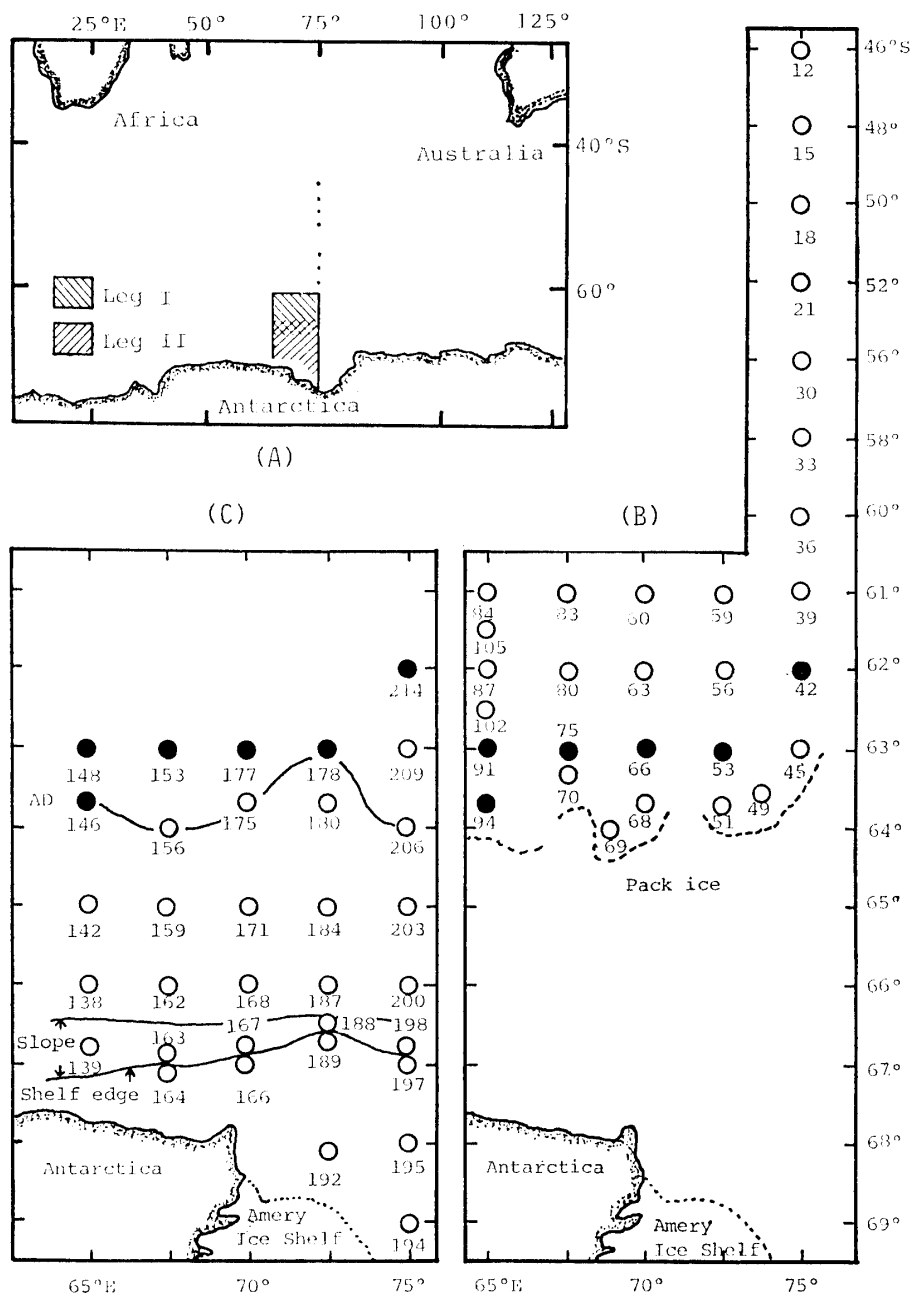 25°E 50° 75° 100° 125°
Africa
Australia
40°S
60°
Leg I
Leg II
Antarctica
(A)
(C)
(B)
46°S
12
48°
15
50°
18
52°
21
56°
30
58°
33
60°
36
61°
84 83 60 59 39
105
62°
87 80 63 56 42
102
75
63°
91 66 53 45
70
49
94 68 51
64°
69
Pack ice
65°
66°
67°
68°
Antarctica
Amery
Ice Shelf
69°
65°E 70° 75°
214
148 153 177 178 209
AD
146 175 180
156 206
142 159 171 184 203
138 162 168 187 200
167 188 198
163
Slope
139 189
197
Shelf edge 164 166
Antarctica
192 195
Amery
Ice Shelf
194
65°E 70° 75°